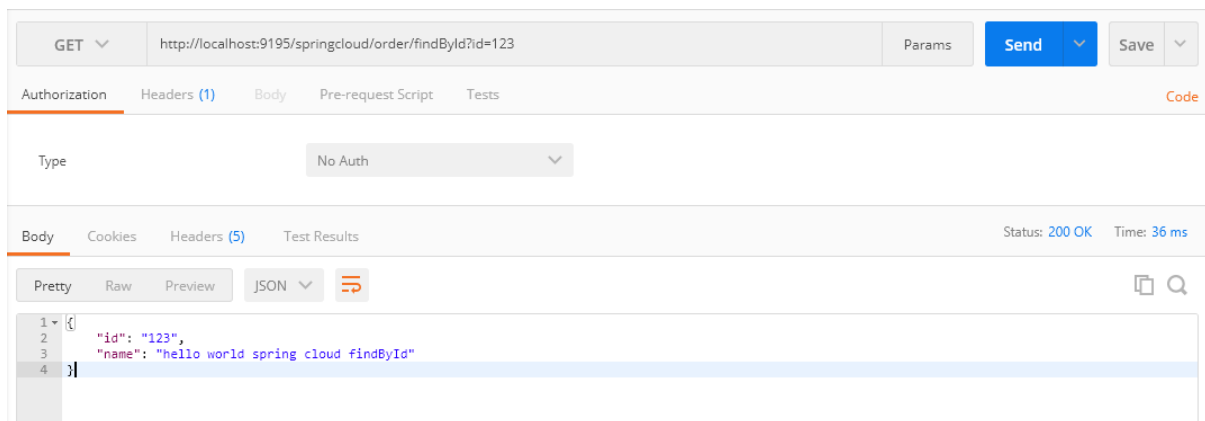 GET http://localhost:9195/springcloud/order/findById?id=123 Params Send Save
Authorization Headers (1) Body Pre-request Script Tests Code
Type No Auth
Body Cookies Headers (5) Test Results Status: 200 OK Time: 36 ms
Pretty Raw Preview JSON
1 {
2 "id": "123",
3 "name": "hello world spring cloud findById"
4 }